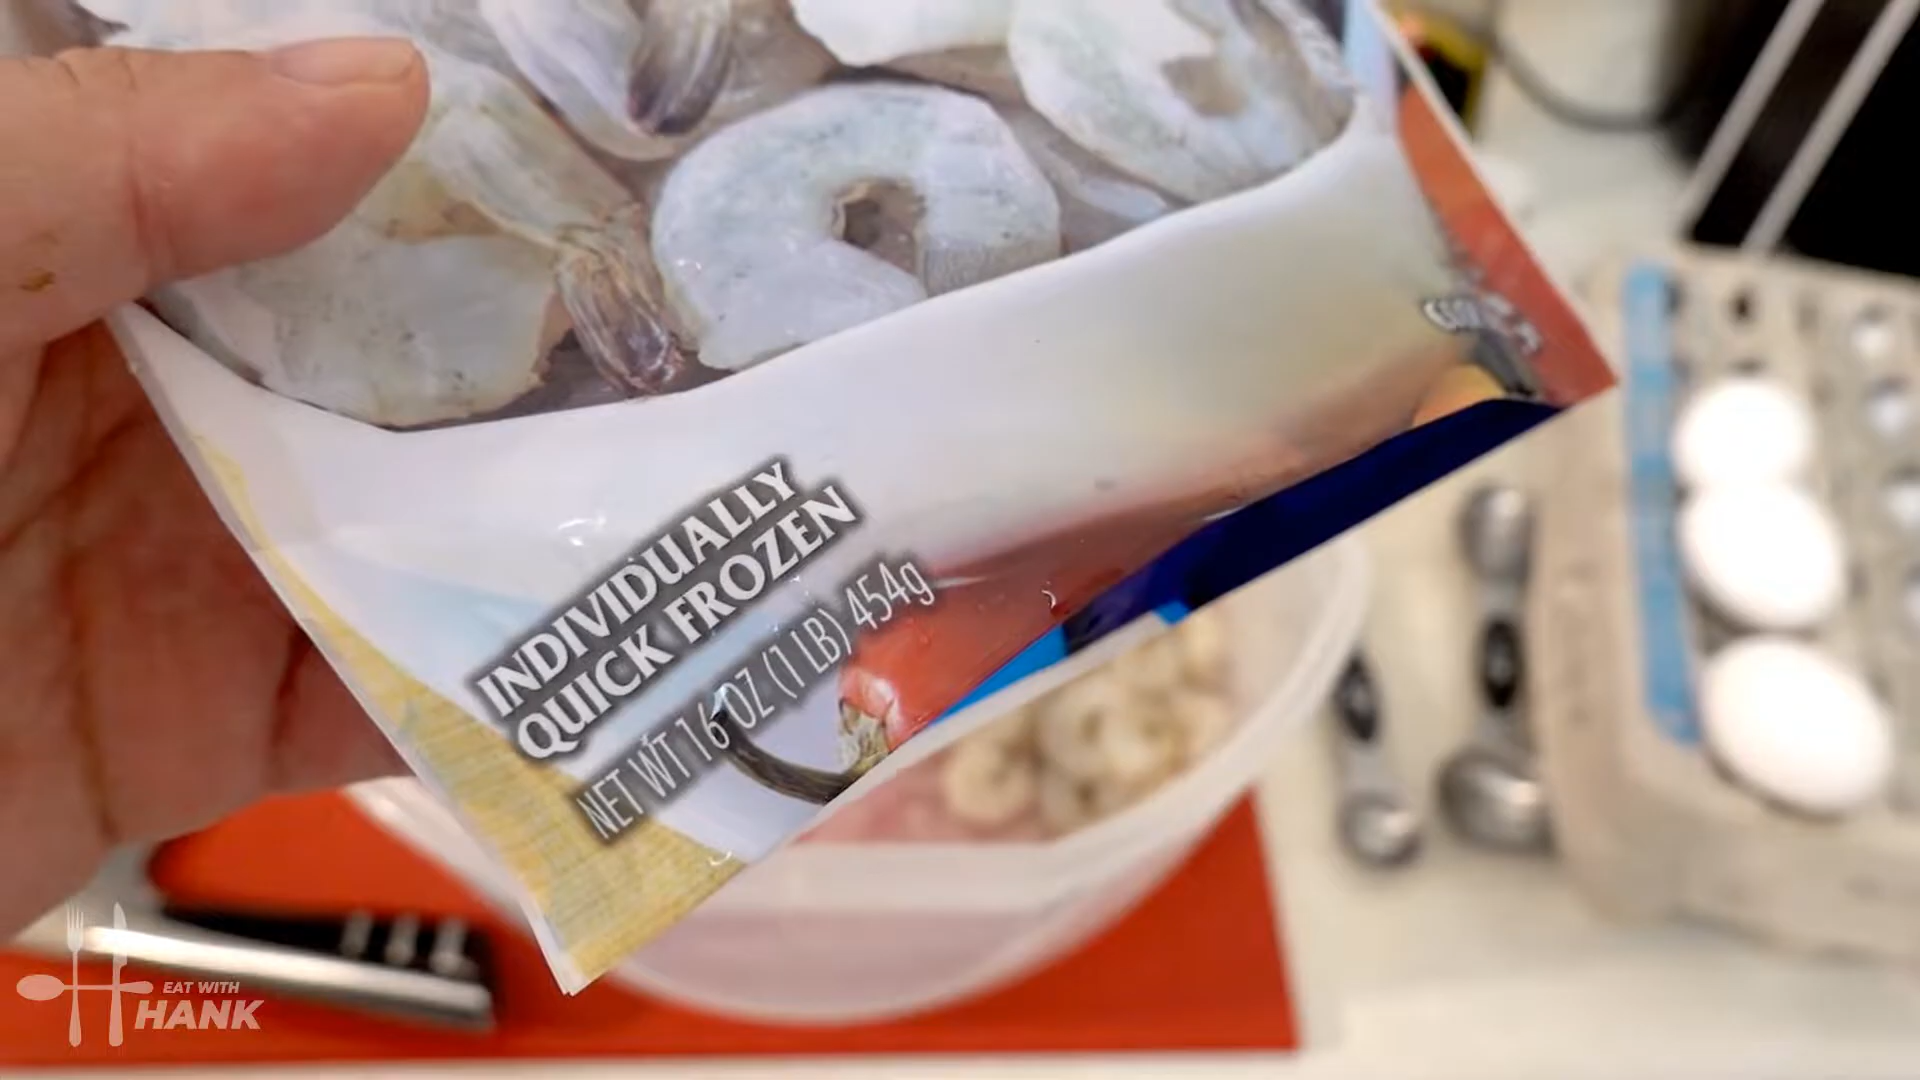 INDIVIDUALLY
QUICK FROZEN
NET WT 16 OZ (1 LB) 454g
EAT WITH
HANK